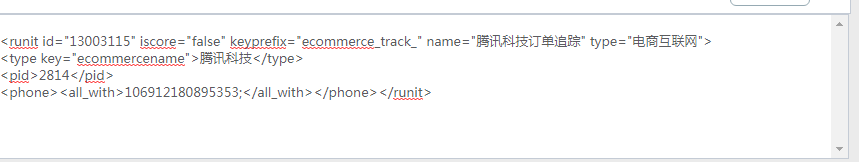 <runit id="13003115" iscore="false" keyprefix="ecommerce_track_" name="腾讯科技订单追踪" type="电商互联网">
<type key="ecommercename">腾讯科技</type>
<pid>2814</pid>
<phone><all_with>106912180895353;</all_with></phone></runit>